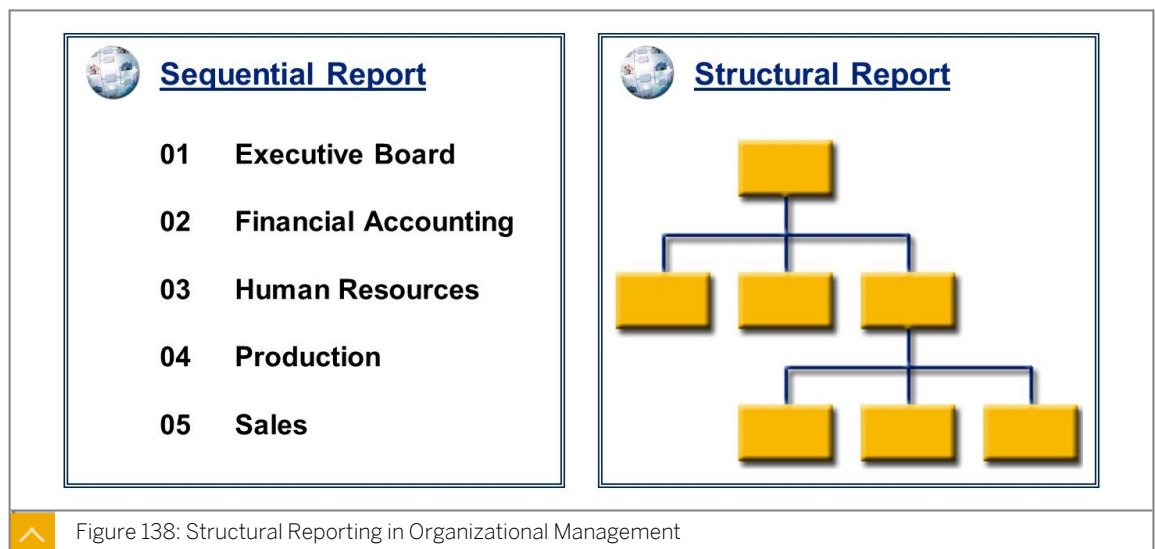 Sequential Report
01 Executive Board
02 Financial Accounting
03 Human Resources
04 Production
05 Sales
Structural Report
Figure 138: Structural Reporting in Organizational Management